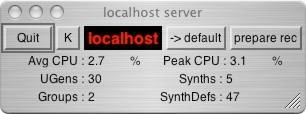 localhost server
Quit K localhost -> default prepare rec
Avg CPU : 2.7 % Peak CPU : 3.1 %
UGens : 30 Synths : 5
Groups : 2 SynthDefs : 47